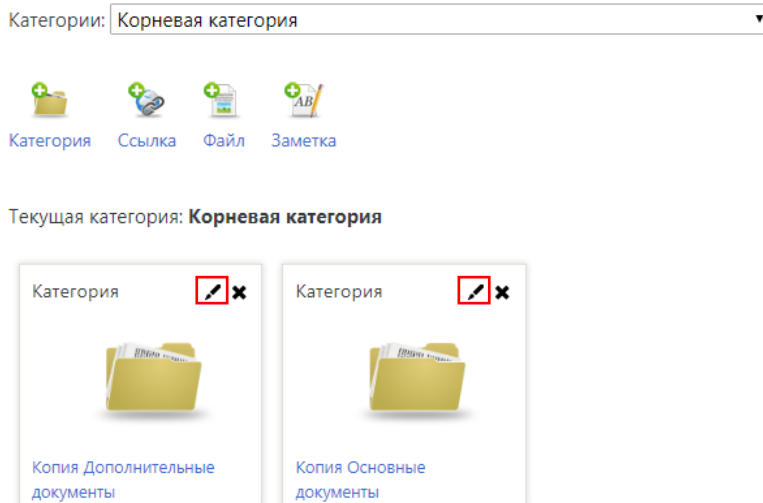 Категории: Корневая категория
Категория Ссылка Файл Заметка
Текущая категория: Корневая категория
Категория Категория
Копия Дополнительные документы
Копия Основные документы